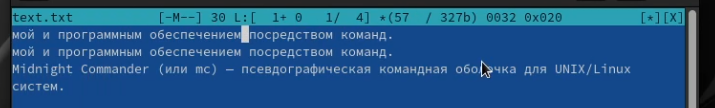 text.txt [-M--] 30 L:[ 1+ 0 1/ 4] *(57 / 327b) 0032 0x020 [*][X]
мой и программным обеспечением посредством команд.
мой и программным обеспечением посредством команд.
Midnight Commander (или mc) — псевдографическая командная оболочка для UNIX/Linux
систем.